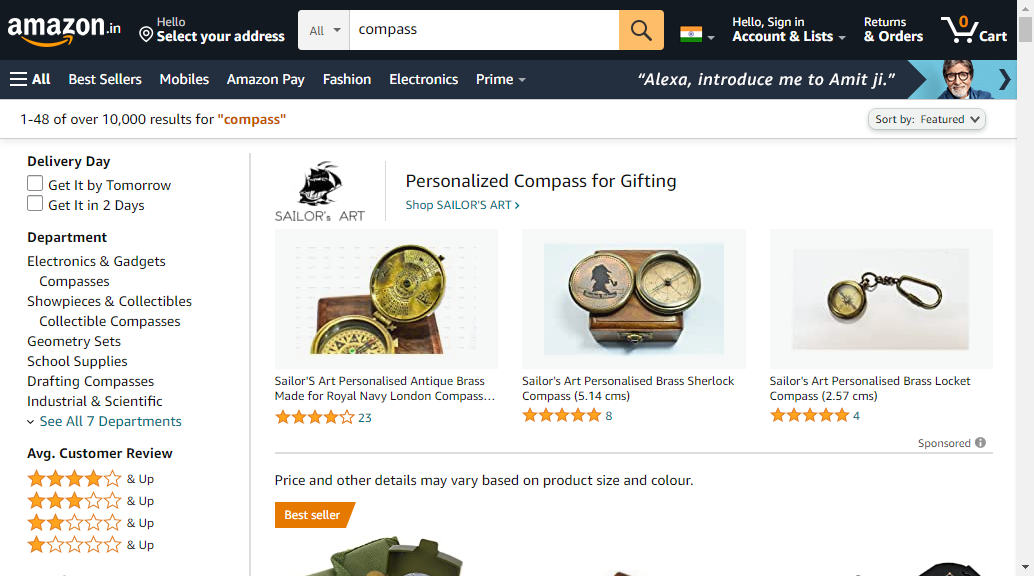 amazon.in
Hello
Select your address
All
compass
Hello, Sign in
Account & Lists
Returns
& Orders
0
Cart
All
Best Sellers
Mobiles
Amazon Pay
Fashion
Electronics
Prime
“Alexa, introduce me to Amit ji.”
1-48 of over 10,000 results for "compass"
Sort by: Featured
Delivery Day
Get It by Tomorrow
Get It in 2 Days
Department
Electronics & Gadgets
Compasses
Showpieces & Collectibles
Collectible Compasses
Geometry Sets
School Supplies
Drafting Compasses
Industrial & Scientific
See All 7 Departments
Avg. Customer Review
& Up
& Up
& Up
& Up
SAILOR's ART
Personalized Compass for Gifting
Shop SAILOR'S ART ›
Sailor'S Art Personalised Antique Brass
Made for Royal Navy London Compass…
23
Sailor's Art Personalised Brass Sherlock
Compass (5.14 cms)
8
Sailor's Art Personalised Brass Locket
Compass (2.57 cms)
4
Sponsored
Price and other details may vary based on product size and colour.
Best seller